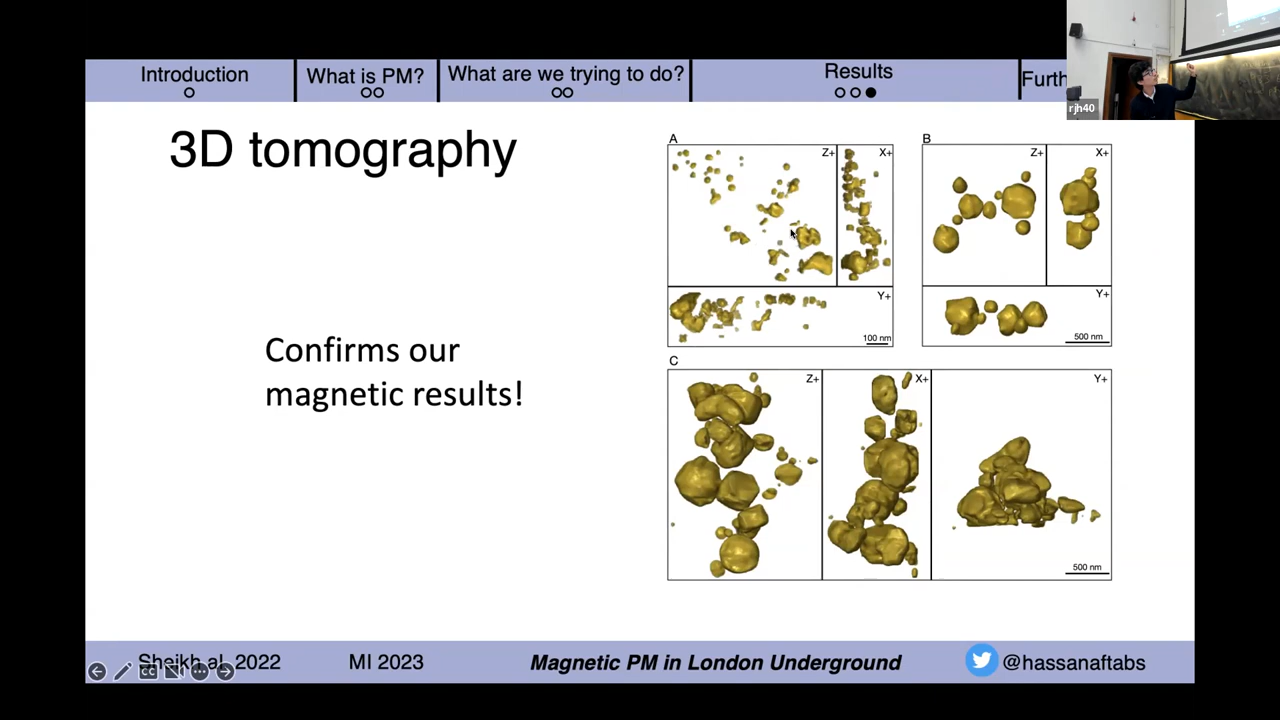 Introduction
What is PM?
What are we trying to do?
Results
Furth
rjh40
3D tomography
A
Z+
X+
Y+
100 nm
B
Z+
X+
Y+
500 nm
Confirms our
magnetic results!
C
Z+
X+
Y+
500 nm
Sheikh al, 2022
MI 2023
Magnetic PM in London Underground
@hassanaftabs
CC